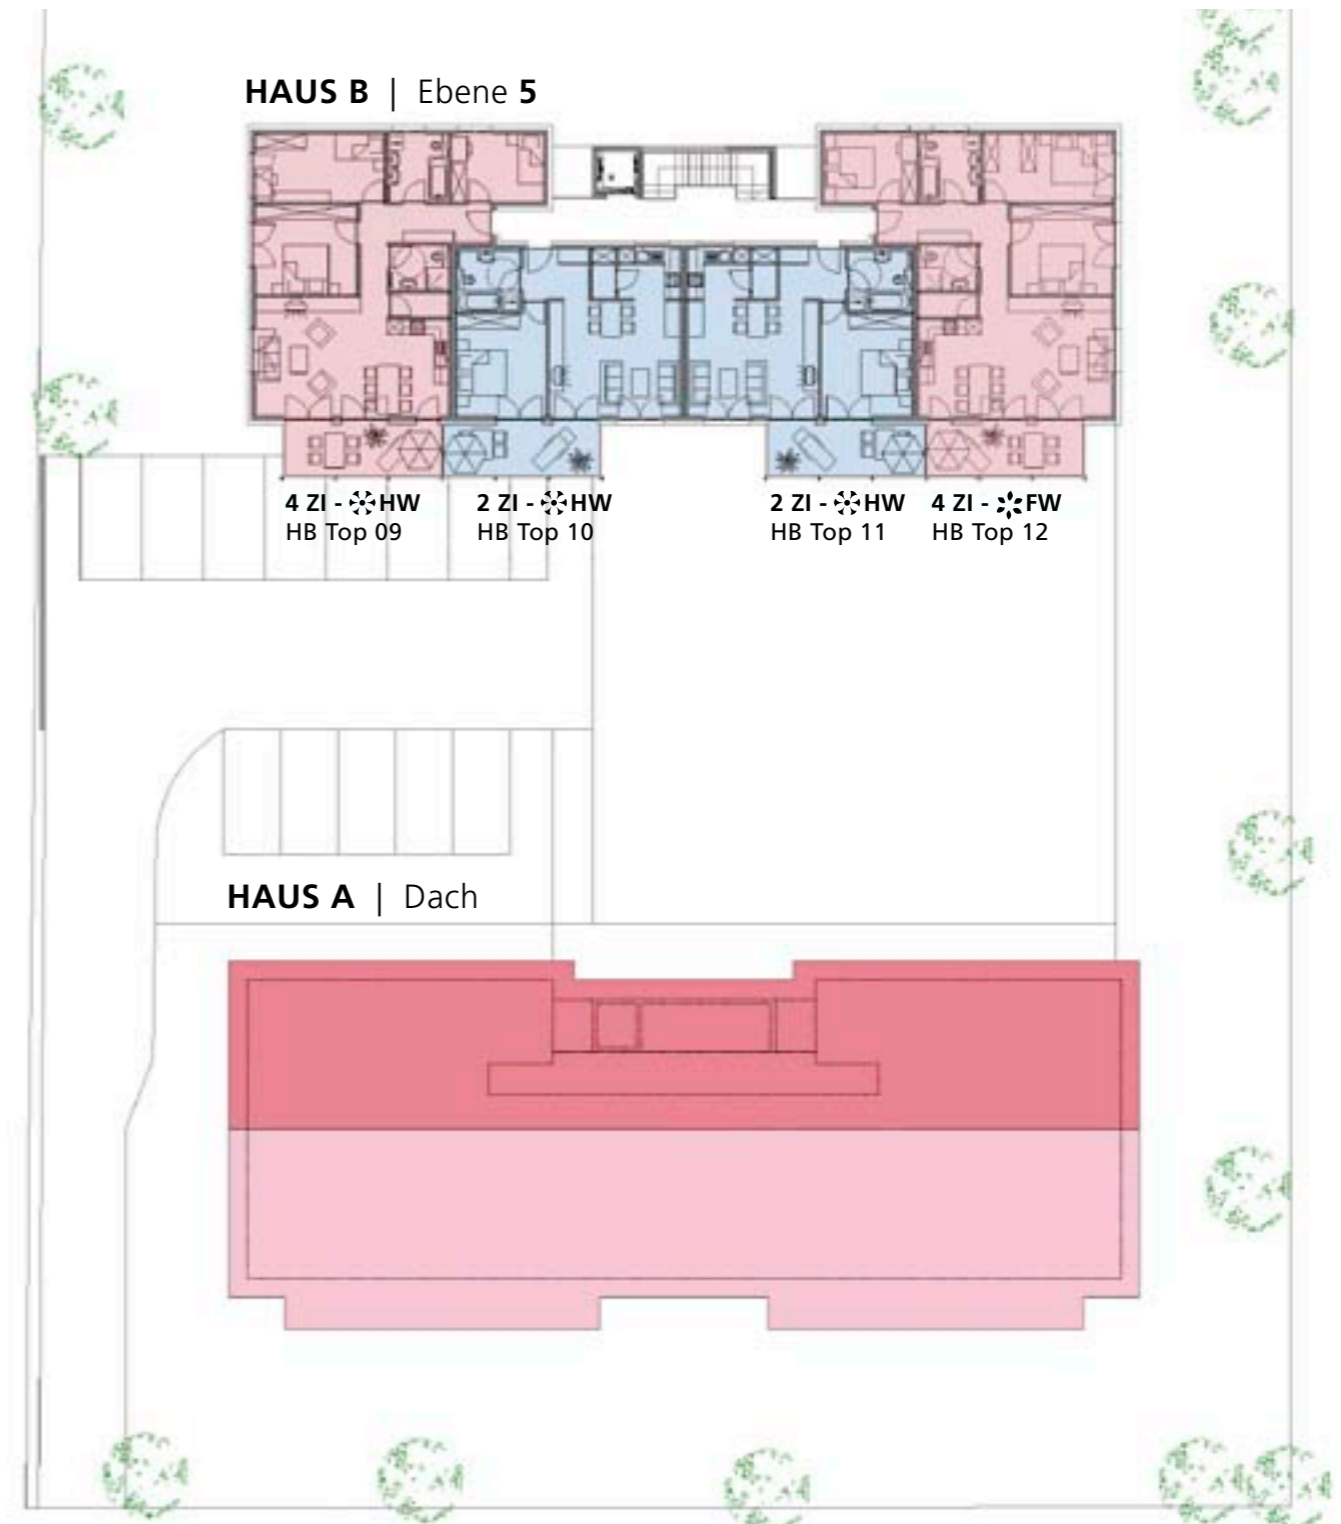 HAUS B | Ebene 5
4 ZI - HW
HB Top 09
2 ZI - HW
HB Top 10
2 ZI - HW
HB Top 11
4 ZI - FW
HB Top 12
HAUS A | Dach